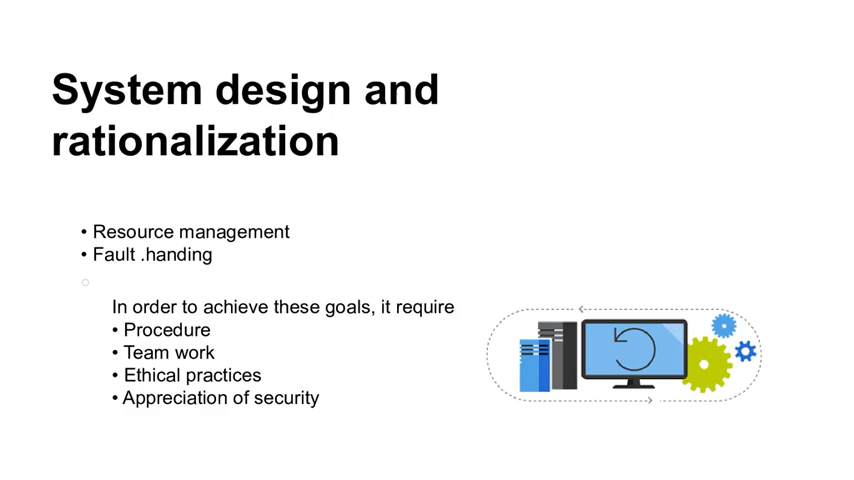 System design and
rationalization
• Resource management
• Fault .handing
○
In order to achieve these goals, it require
• Procedure
• Team work
• Ethical practices
• Appreciation of security